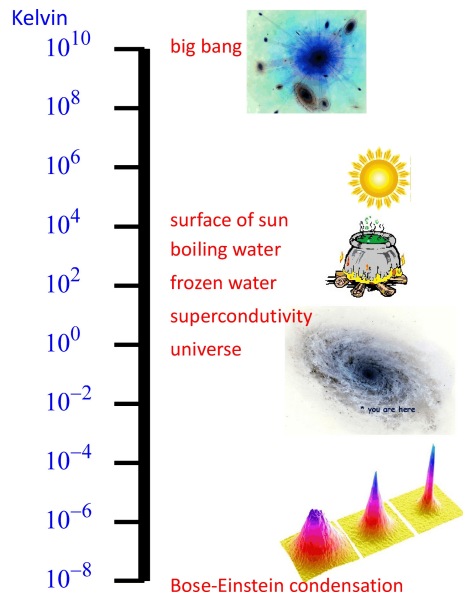 Kelvin
10^10
big bang
10^8
10^6
10^4
surface of sun
boiling water
10^2
frozen water
supercondutivity
10^0
universe
10^-2
* you are here
10^-4
10^-6
10^-8
Bose-Einstein condensation